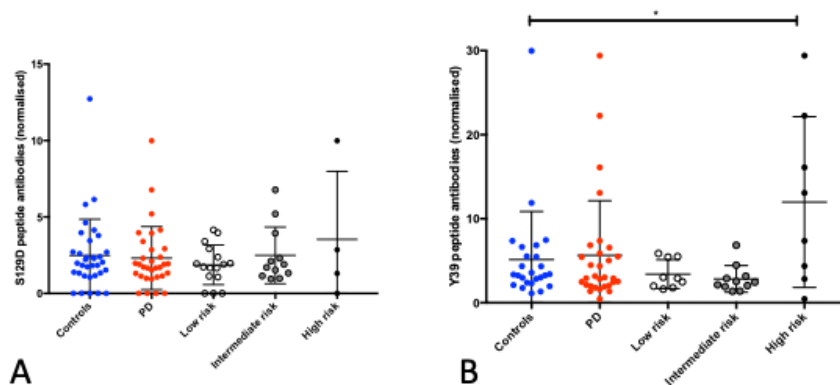 *
S129D peptide antibodies (normalised)
15
10
5
0
Controls
PD
Low risk
Intermediate risk
High risk
A
Y39 peptide antibodies (normalised)
30
20
10
0
Controls
PD
Low risk
Intermediate risk
High risk
B